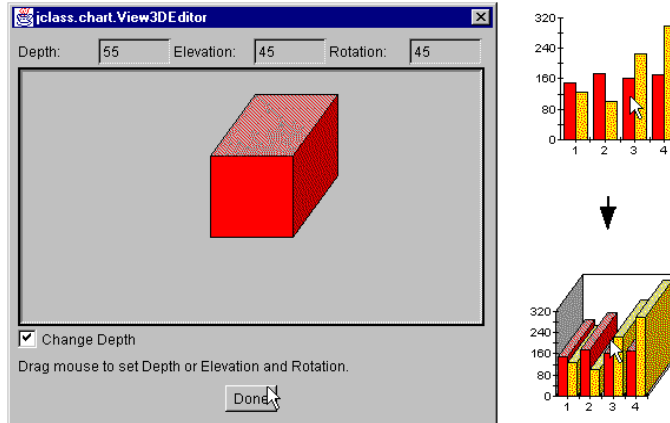 jclass.chart.View3DEditor
Depth: 55 Elevation: 45 Rotation: 45
Change Depth
Drag mouse to set Depth or Elevation and Rotation.
Done
320
240
160
80
0
1 2 3 4
320
240
160
80
0
1 2 3 4